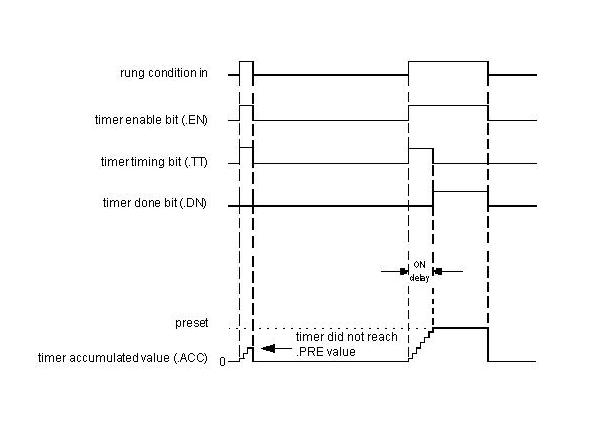 rung condition in
timer enable bit (.EN)
timer timing bit (.TT)
timer done bit (.DN)
ON
delay
preset
timer did not reach
.PRE value
timer accumulated value (.ACC)
0